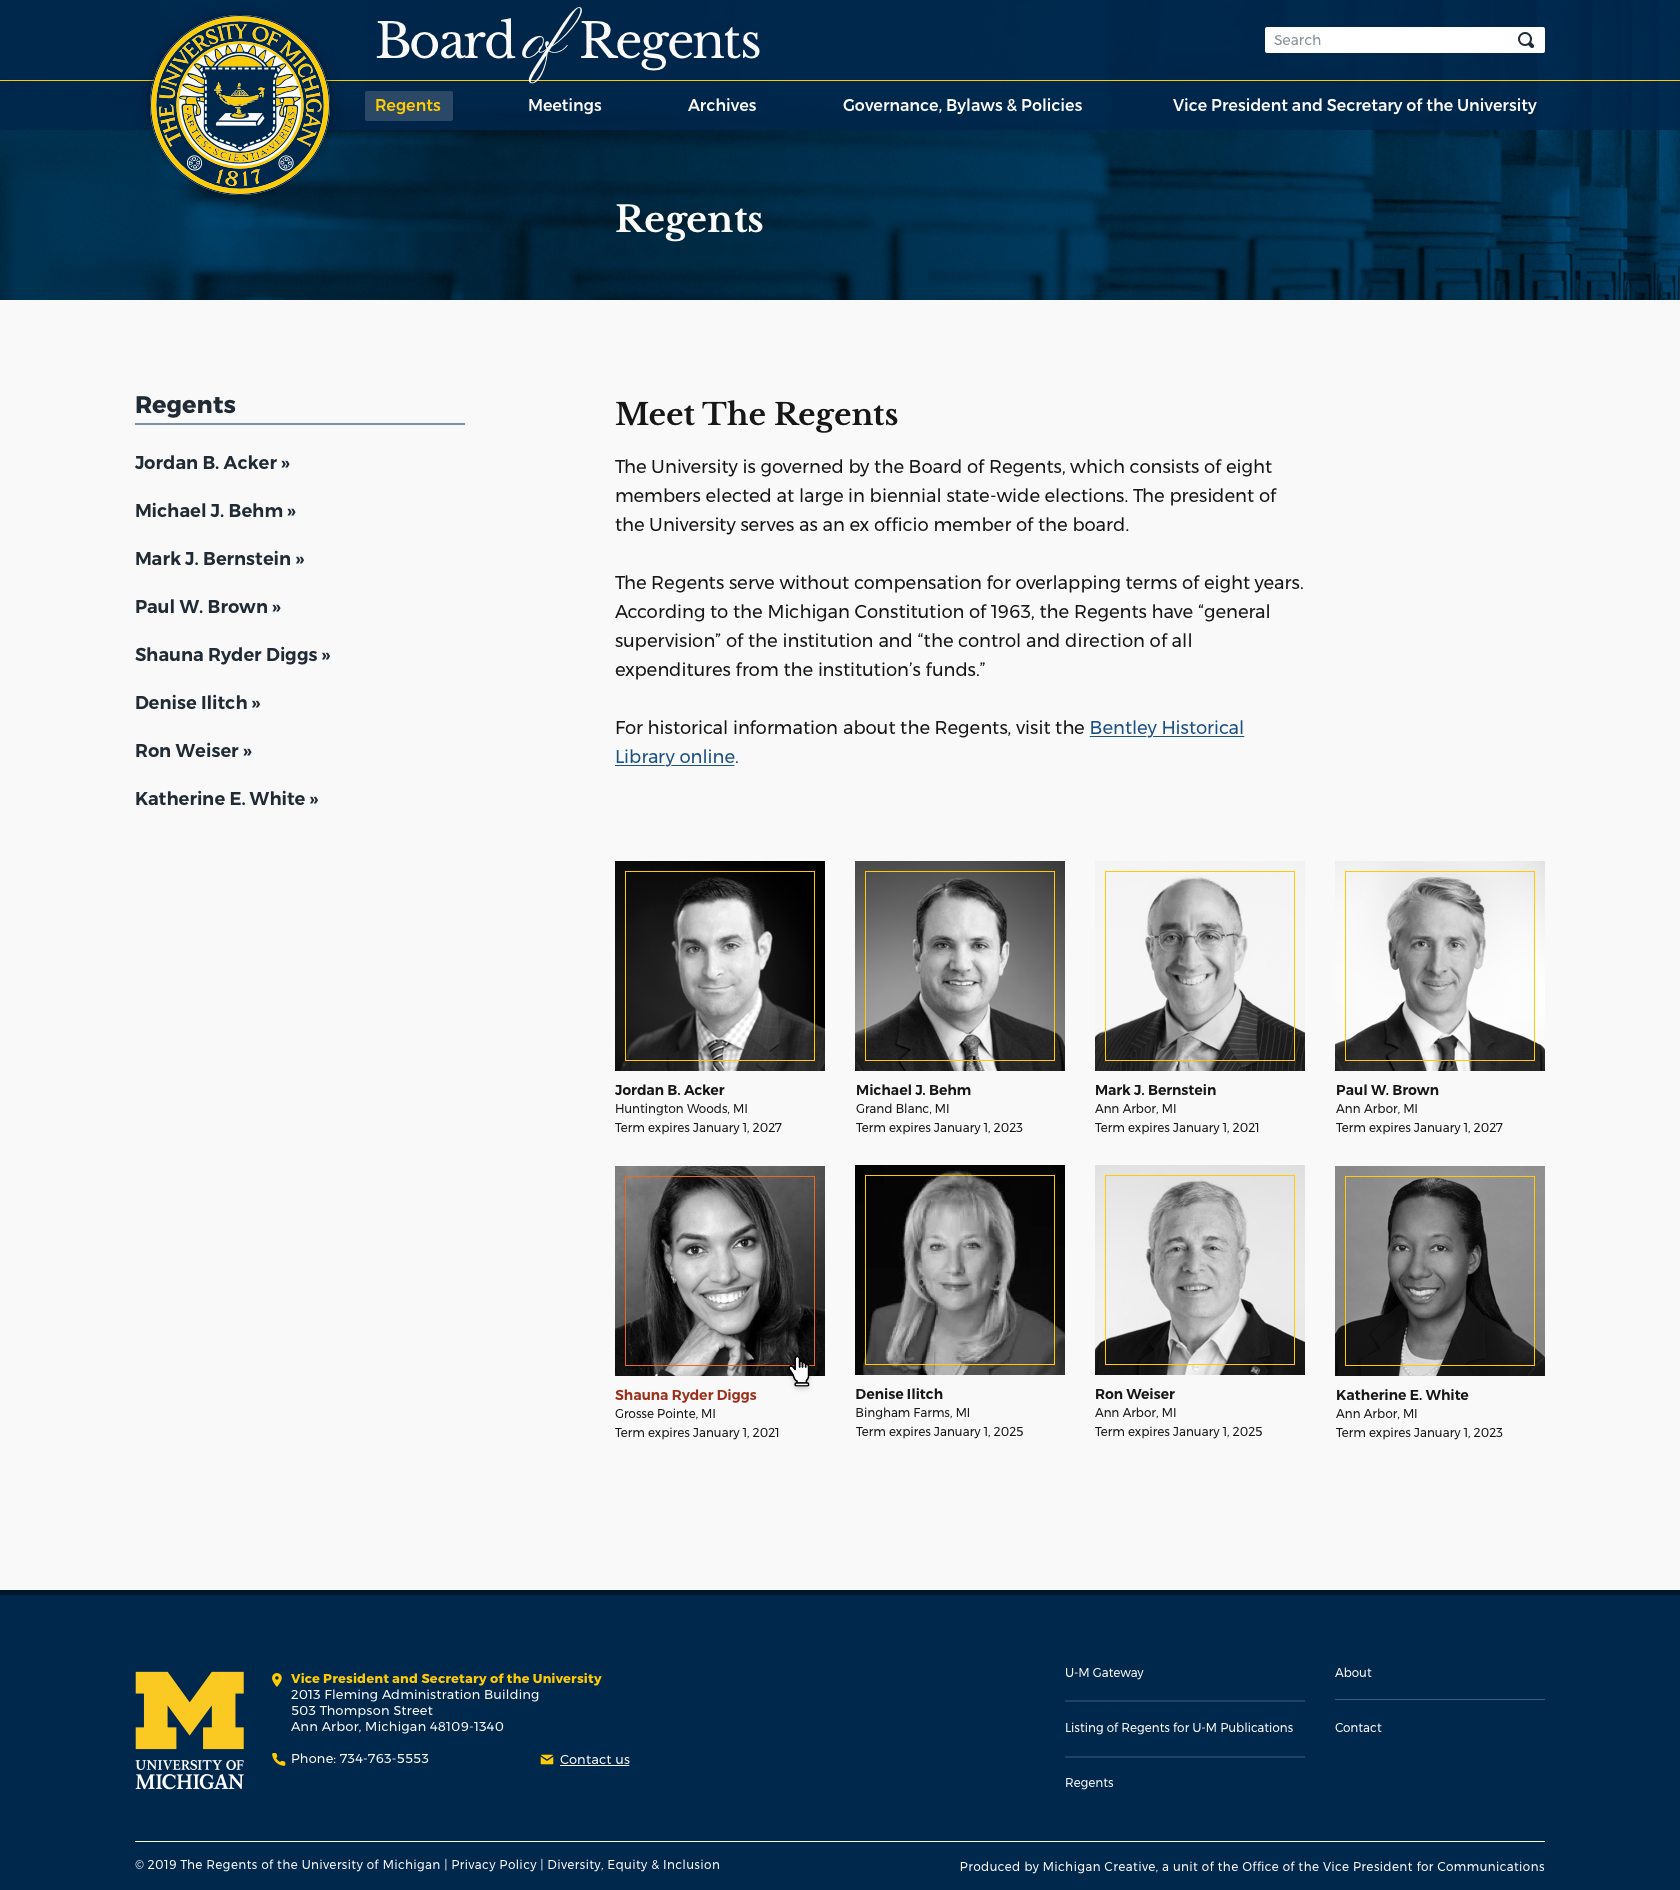 Board of Regents
Search
THE UNIVERSITY OF MICHIGAN
ARTES · SCIENTIA · VERITAS
1817
Regents
Meetings
Archives
Governance, Bylaws & Policies
Vice President and Secretary of the University
Regents
Regents
Jordan B. Acker »
Michael J. Behm »
Mark J. Bernstein »
Paul W. Brown »
Shauna Ryder Diggs »
Denise Ilitch »
Ron Weiser »
Katherine E. White »
Meet The Regents
The University is governed by the Board of Regents, which consists of eight
members elected at large in biennial state-wide elections. The president of
the University serves as an ex officio member of the board.
The Regents serve without compensation for overlapping terms of eight years.
According to the Michigan Constitution of 1963, the Regents have “general
supervision” of the institution and “the control and direction of all
expenditures from the institution’s funds.”
For historical information about the Regents, visit the Bentley Historical
Library online.
Jordan B. Acker
Huntington Woods, MI
Term expires January 1, 2027
Michael J. Behm
Grand Blanc, MI
Term expires January 1, 2023
Mark J. Bernstein
Ann Arbor, MI
Term expires January 1, 2021
Paul W. Brown
Ann Arbor, MI
Term expires January 1, 2027
Shauna Ryder Diggs
Grosse Pointe, MI
Term expires January 1, 2021
Denise Ilitch
Bingham Farms, MI
Term expires January 1, 2025
Ron Weiser
Ann Arbor, MI
Term expires January 1, 2025
Katherine E. White
Ann Arbor, MI
Term expires January 1, 2023
M
UNIVERSITY OF
MICHIGAN
Vice President and Secretary of the University
2013 Fleming Administration Building
503 Thompson Street
Ann Arbor, Michigan 48109-1340
Phone: 734-763-5553
Contact us
U-M Gateway
Listing of Regents for U-M Publications
Regents
About
Contact
© 2019 The Regents of the University of Michigan | Privacy Policy | Diversity, Equity & Inclusion
Produced by Michigan Creative, a unit of the Office of the Vice President for Communications